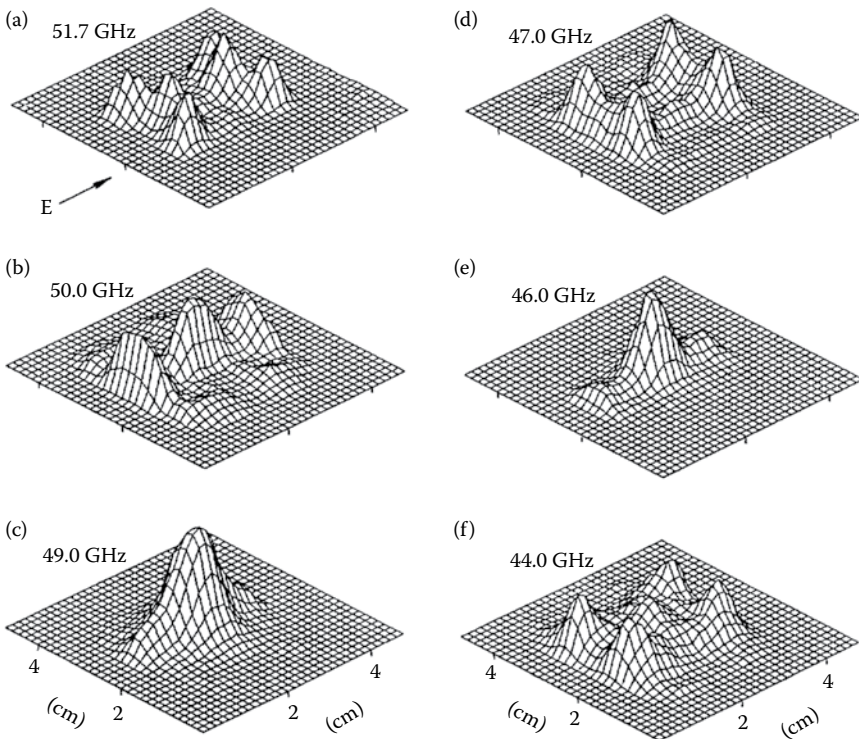 (a)
51.7 GHz
E
(b)
50.0 GHz
(c)
49.0 GHz
4
(cm)
2
2
(cm)
4
(d)
47.0 GHz
(e)
46.0 GHz
(f)
44.0 GHz
4
(cm)
2
2
(cm)
4